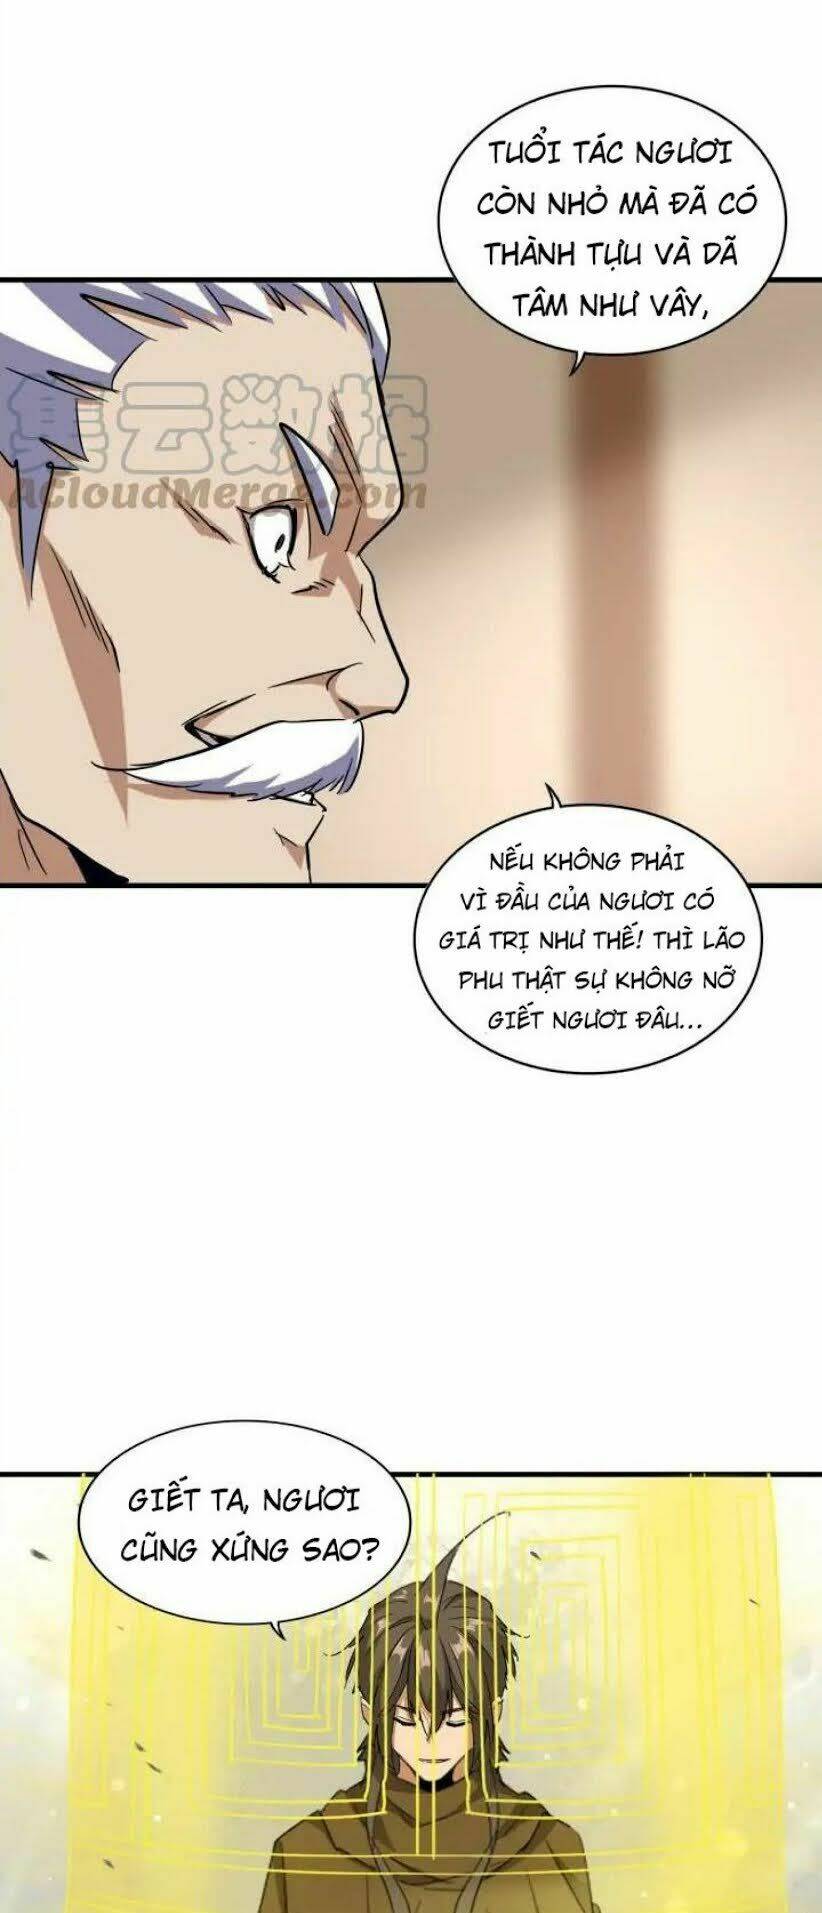 TUỔI TÁC NGƯƠI
CÒN NHỎ MÀ ĐÃ CÓ
THÀNH TỰU VÀ DÃ
TÂM NHƯ VÂY,
集云数据
ACloudMerge.com
NẾU KHÔNG PHẢI
VÌ ĐẦU CỦA NGƯƠI CÓ
GIÁ TRỊ NHƯ THẾ! THÌ LÃO
PHU THẬT SỰ KHÔNG NỠ
GIẾT NGƯƠI ĐÂU...
GIẾT TA, NGƯƠI
CŨNG XỨNG SAO?